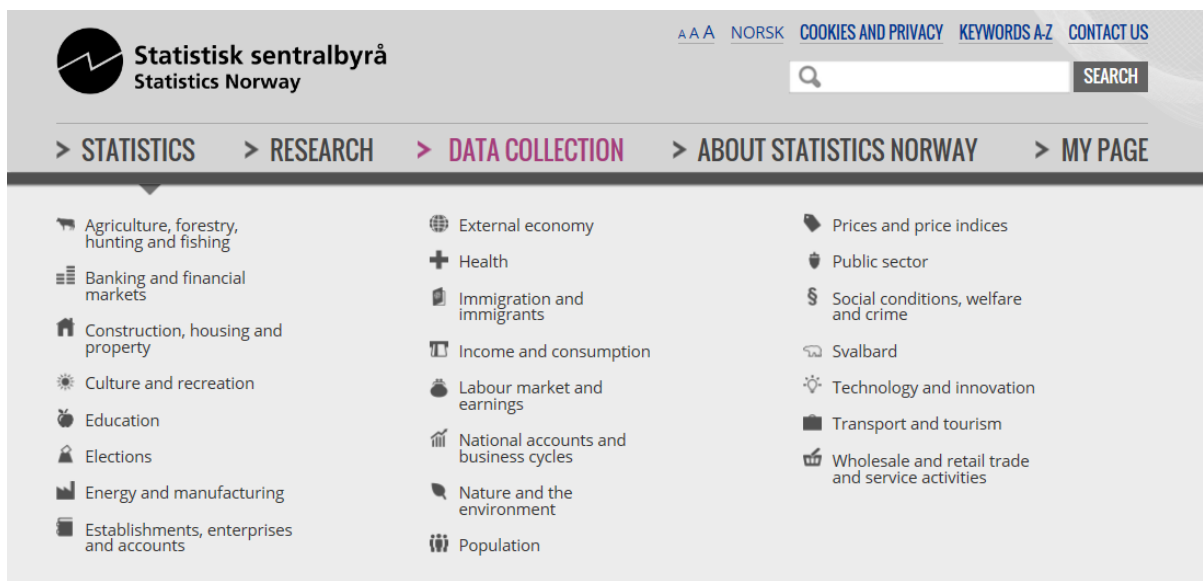 Statistisk sentralbyrå
Statistics Norway
A A A NORSK COOKIES AND PRIVACY KEYWORDS A-Z CONTACT US
SEARCH
> STATISTICS > RESEARCH > DATA COLLECTION > ABOUT STATISTICS NORWAY > MY PAGE
Agriculture, forestry,
hunting and fishing
Banking and financial
markets
Construction, housing and
property
Culture and recreation
Education
Elections
Energy and manufacturing
Establishments, enterprises
and accounts
External economy
Health
Immigration and
immigrants
Income and consumption
Labour market and
earnings
National accounts and
business cycles
Nature and the
environment
Population
Prices and price indices
Public sector
§ Social conditions, welfare
and crime
Svalbard
Technology and innovation
Transport and tourism
Wholesale and retail trade
and service activities